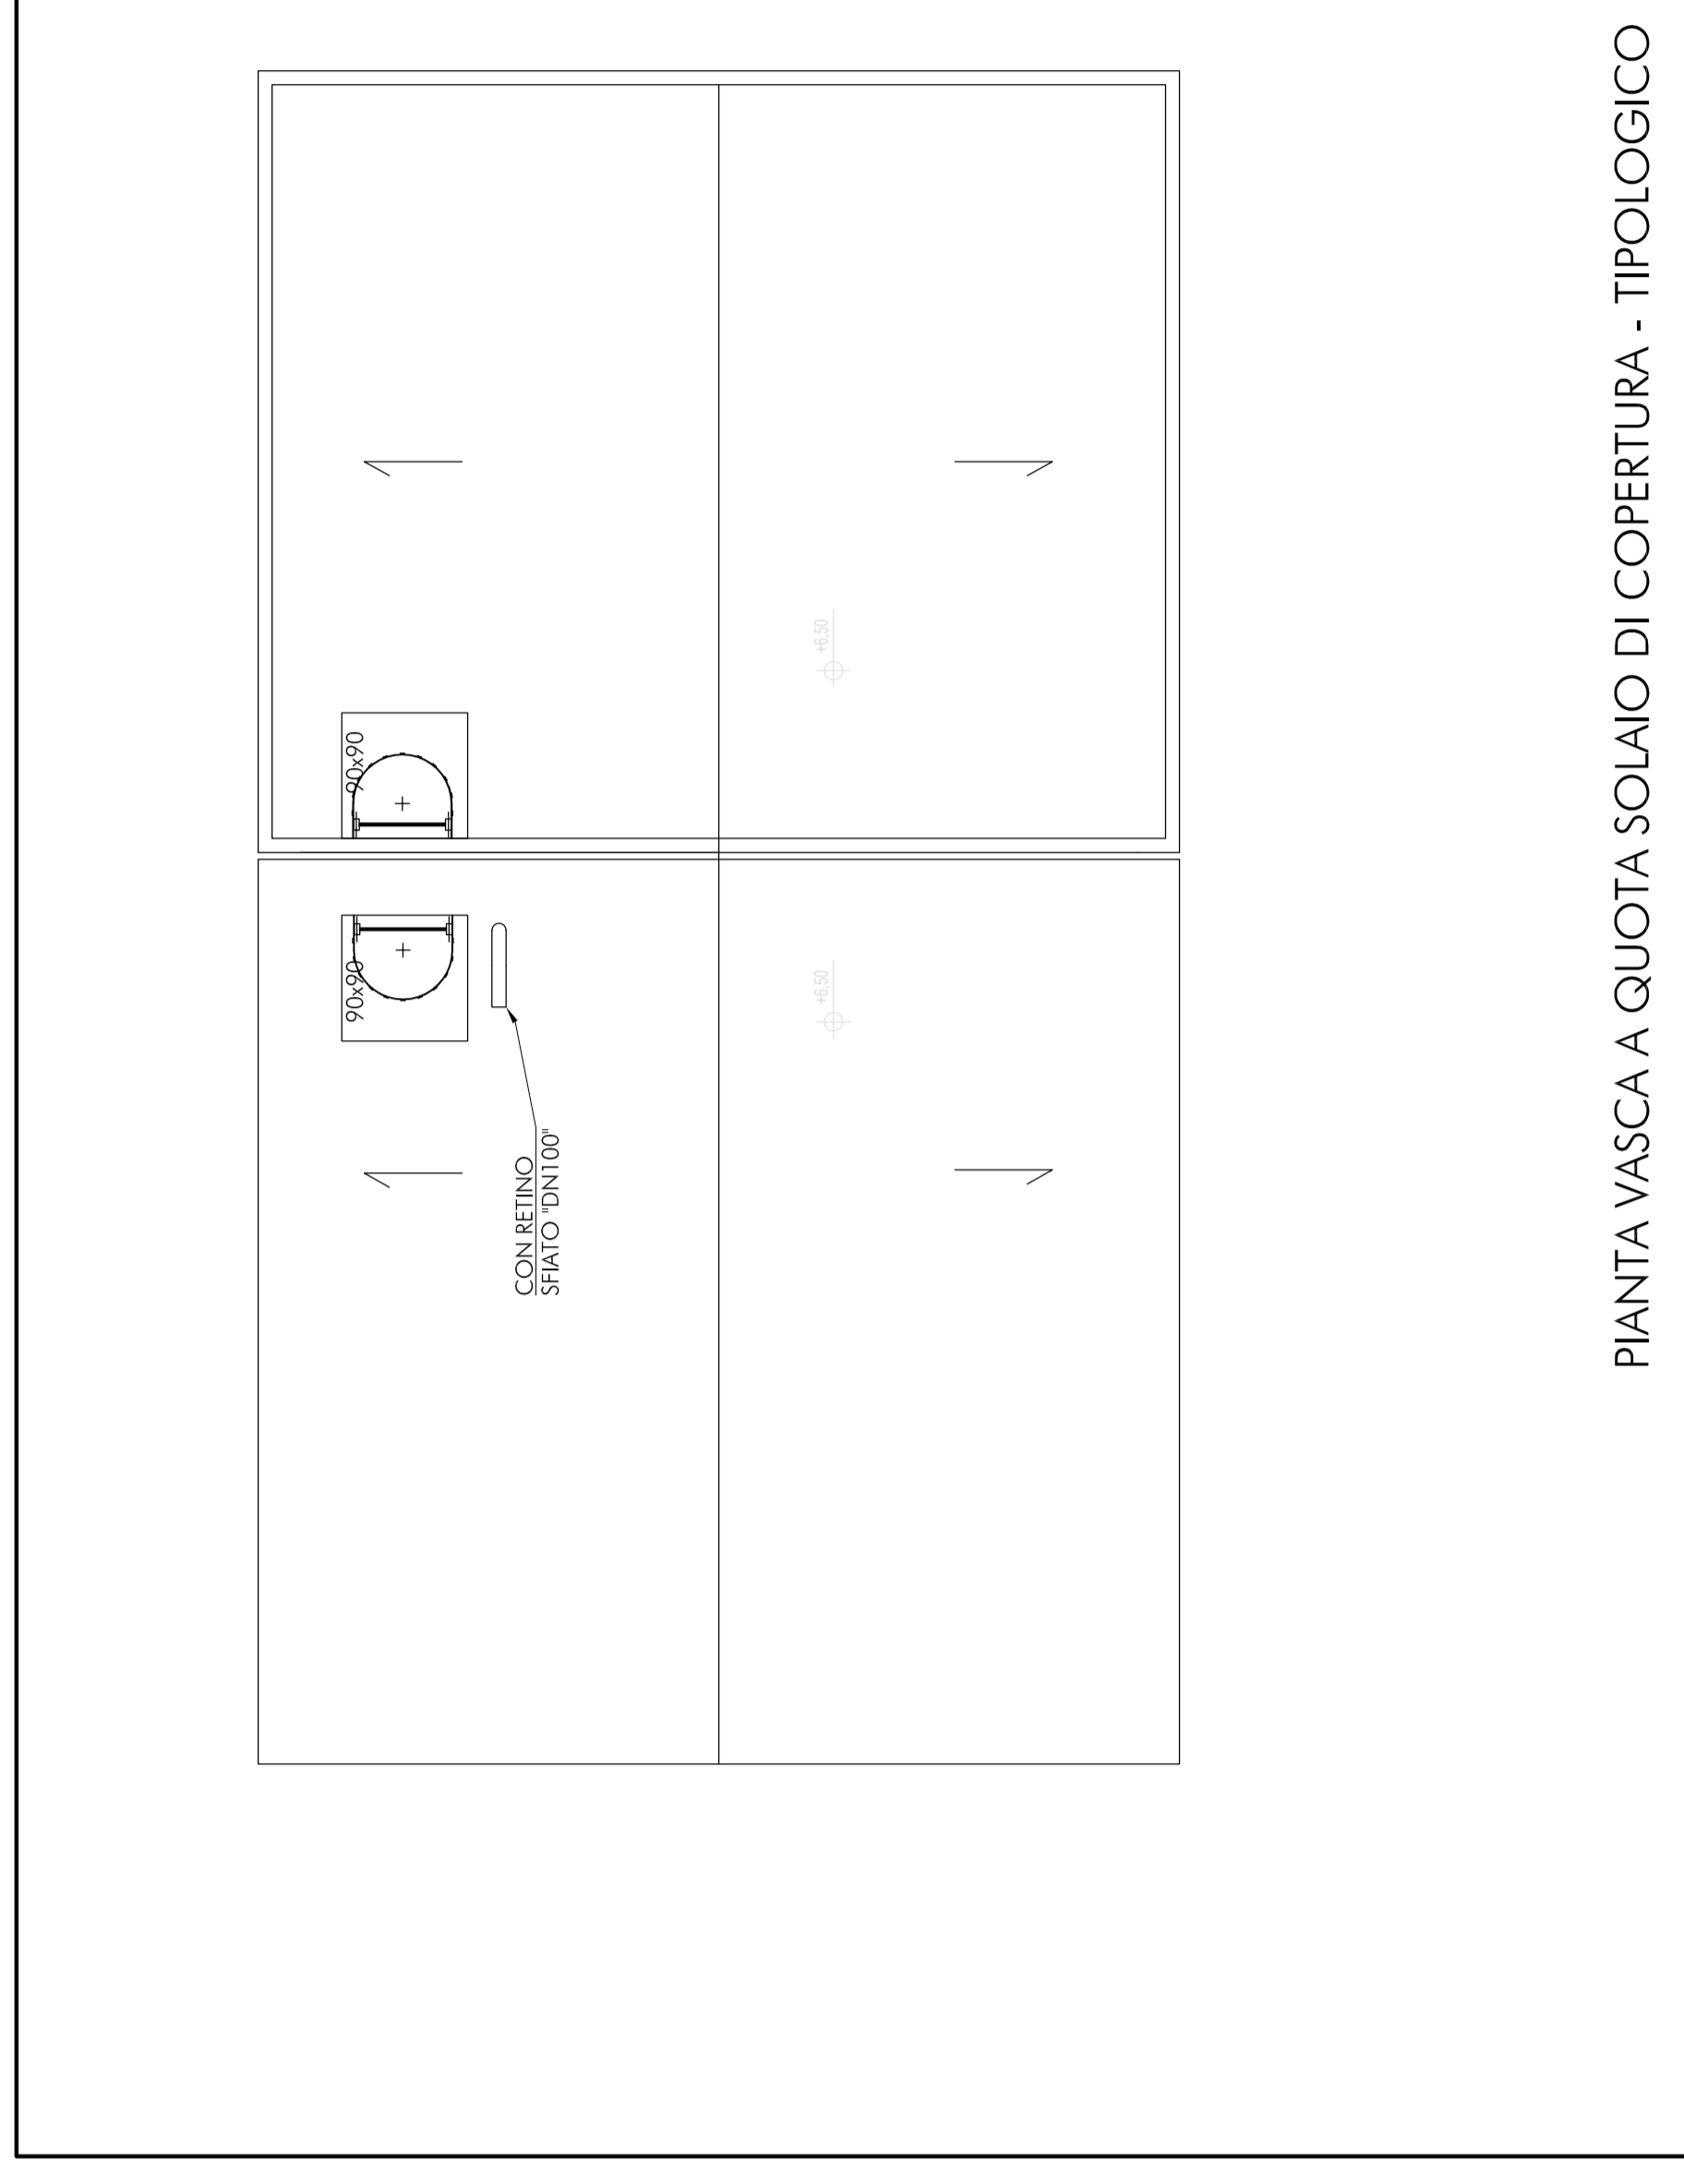 90x90
90x90
CON RETINO
SFIATO "DN100"
+6,50
+6,50
PIANTA VASCA A QUOTA SOLAIO DI COPERTURA - TIPOLOGICO